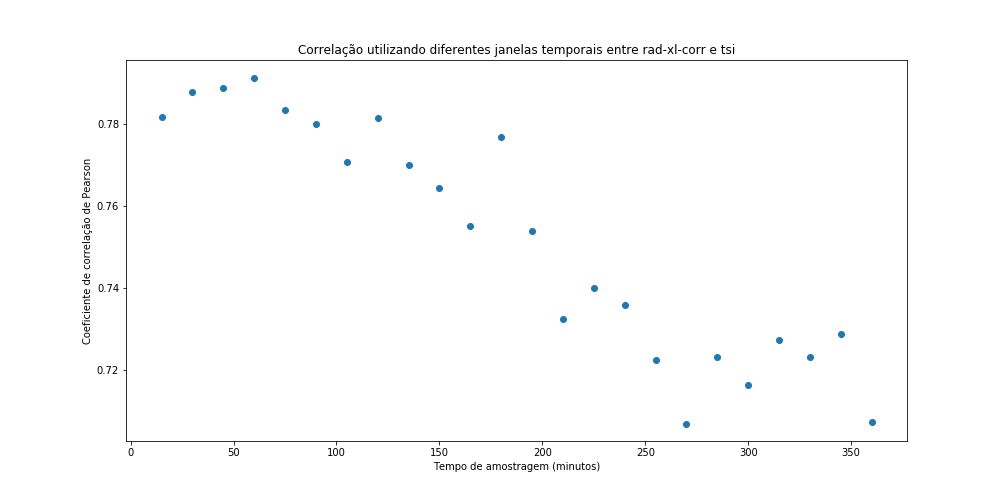 Correlação utilizando diferentes janelas temporais entre rad-xl-corr e tsi
Coeficiente de correlação de Pearson
0.78
0.76
0.74
0.72
0 50 100 150 200 250 300 350
Tempo de amostragem (minutos)